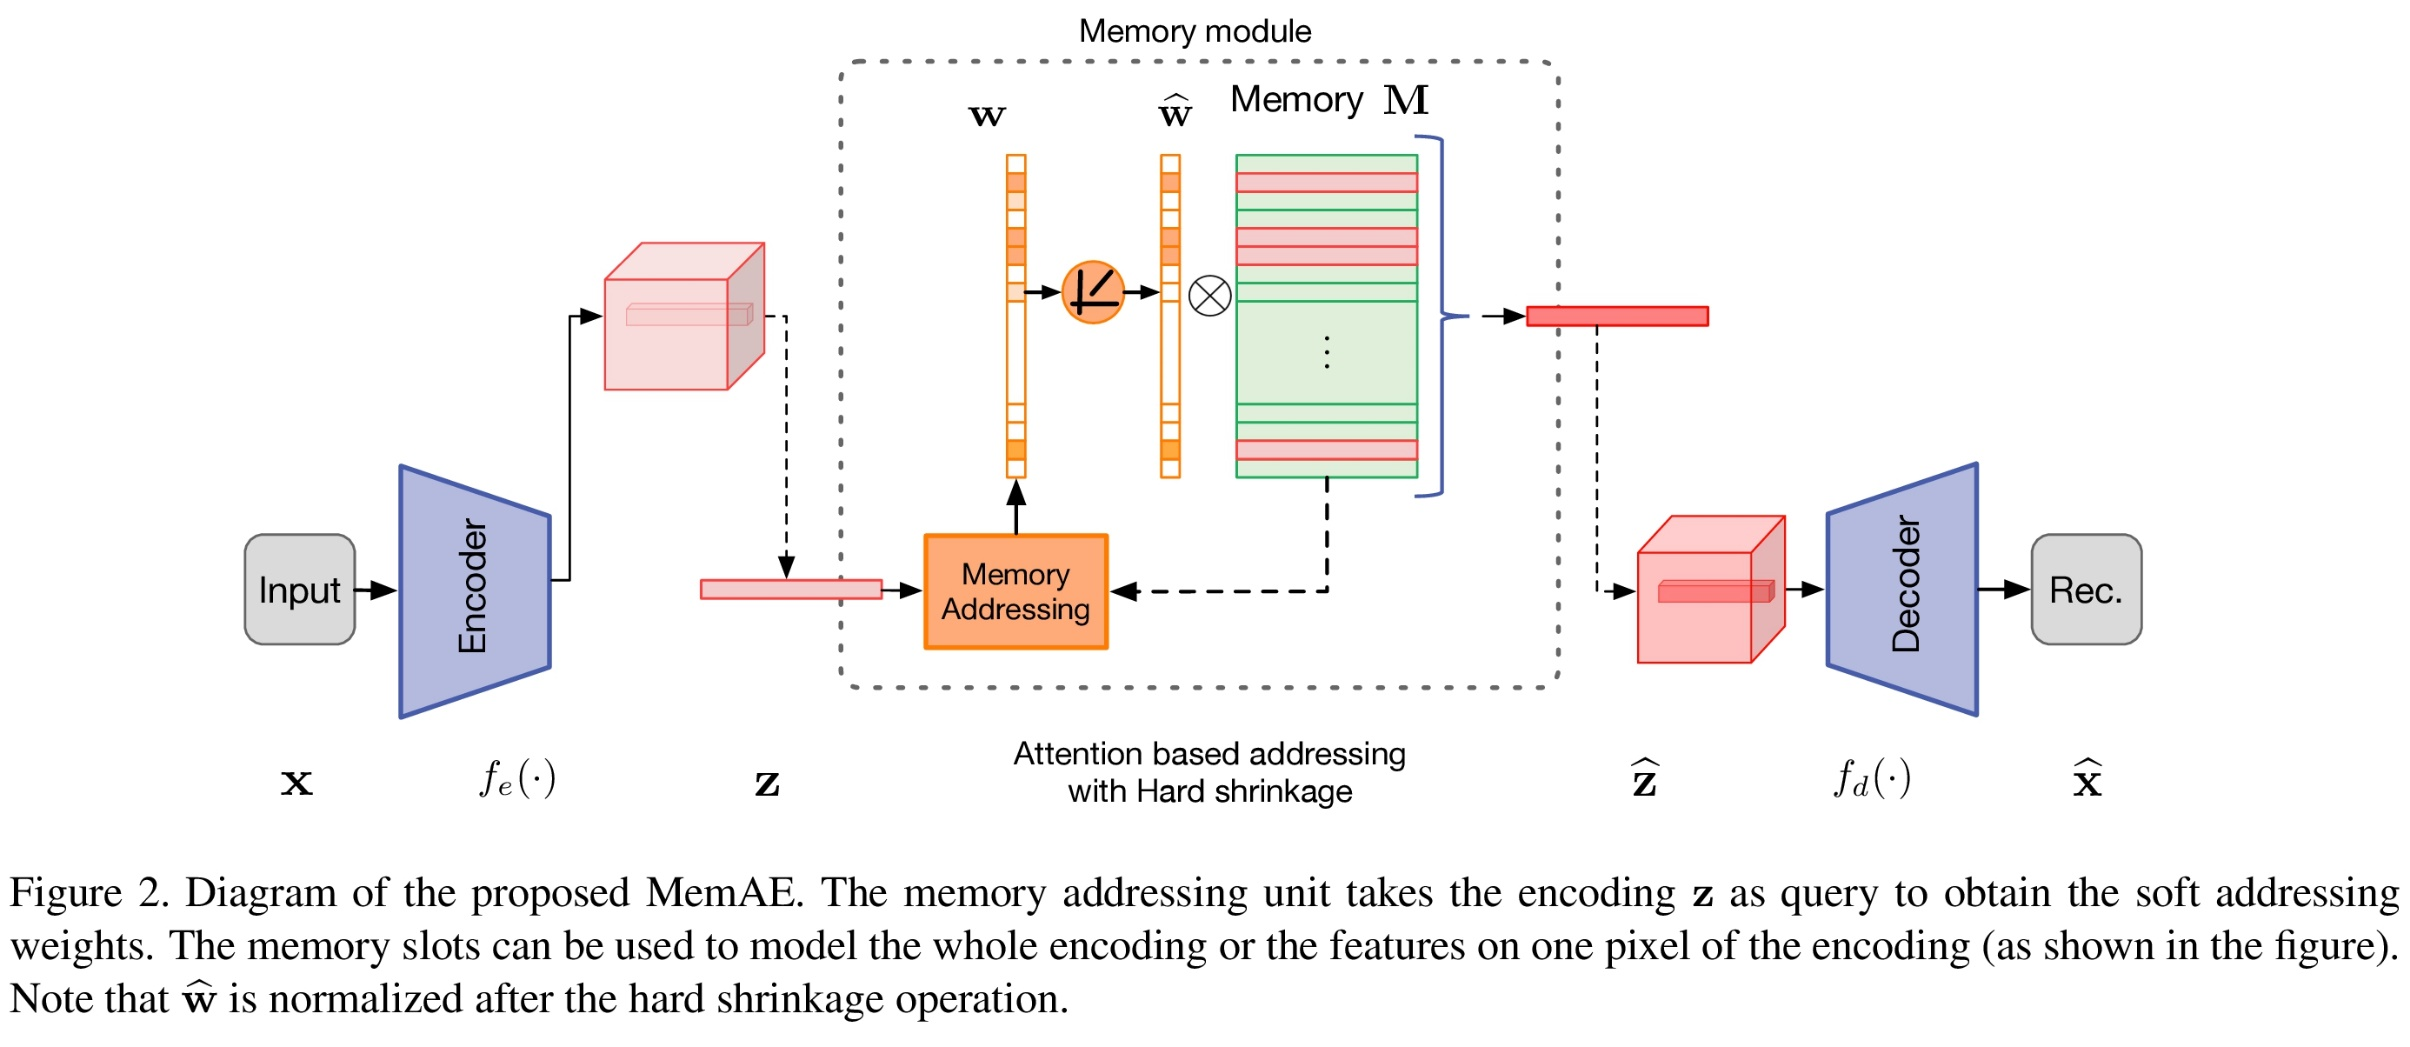 Memory module
w
ŵ
Memory M
⋮
Input
Encoder
Memory
Addressing
Decoder
Rec.
x
fₑ(·)
z
Attention based addressing
with Hard shrinkage
ẑ
f_d(·)
x̂
Figure 2. Diagram of the proposed MemAE. The memory addressing unit takes the encoding z as query to obtain the soft addressing
weights. The memory slots can be used to model the whole encoding or the features on one pixel of the encoding (as shown in the figure).
Note that ŵ is normalized after the hard shrinkage operation.